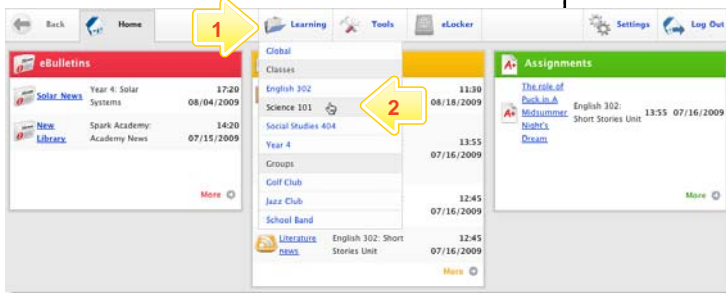 Back
Home
1
Learning
Tools
eLocker
Settings
Log Out
eBulletins
Solar News
Year 4: Solar
Systems
17:20
08/04/2009
New
Library
Spark Academy:
Academy News
14:20
07/15/2009
More
Global
Classes
English 302
Science 101
2
Social Studies 404
Year 4
Groups
Golf Club
Jazz Club
School Band
11:30
08/18/2009
13:55
07/16/2009
12:45
07/16/2009
Literature
news
English 302: Short
Stories Unit
12:45
07/16/2009
More
A+ Assignments
A+
The role of
Puck in A
Midsummer
Night's
Dream
English 302:
Short Stories Unit
13:55 07/16/2009
More